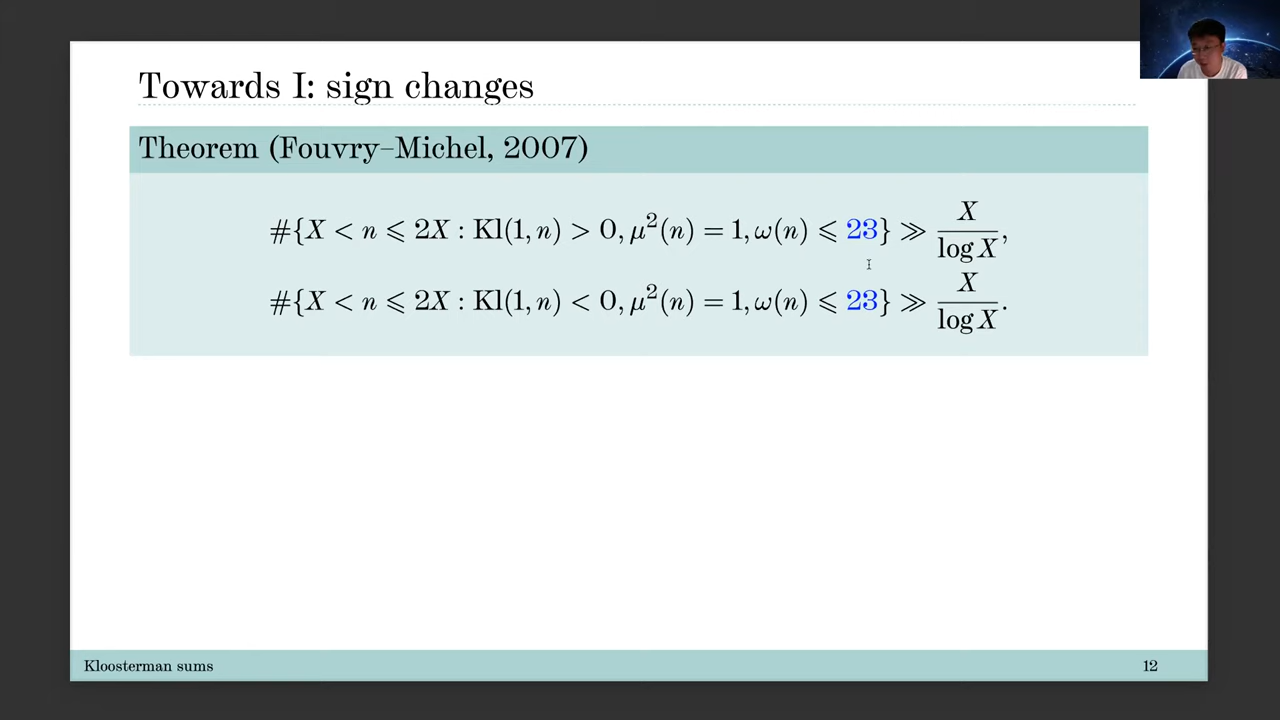 Towards I: sign changes
Theorem (Fouvry–Michel, 2007)
#{X < n ⩽ 2X : Kl(1, n) > 0, μ²(n) = 1, ω(n) ⩽ 23} ≫ X / log X,
#{X < n ⩽ 2X : Kl(1, n) < 0, μ²(n) = 1, ω(n) ⩽ 23} ≫ X / log X.
Kloosterman sums 12